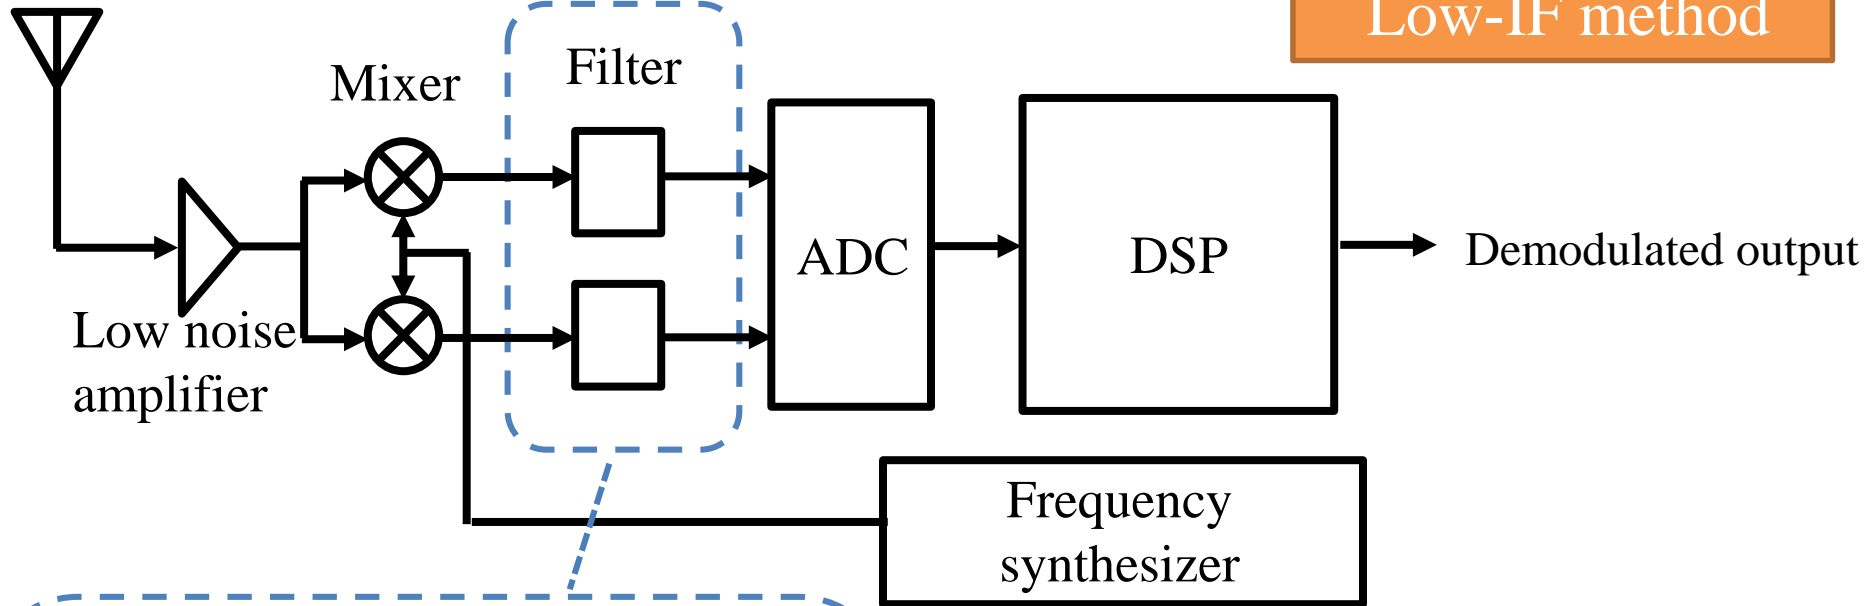 Low-IF method
Filter
Mixer
ADC
DSP
Demodulated output
Low noise
amplifier
Frequency
synthesizer